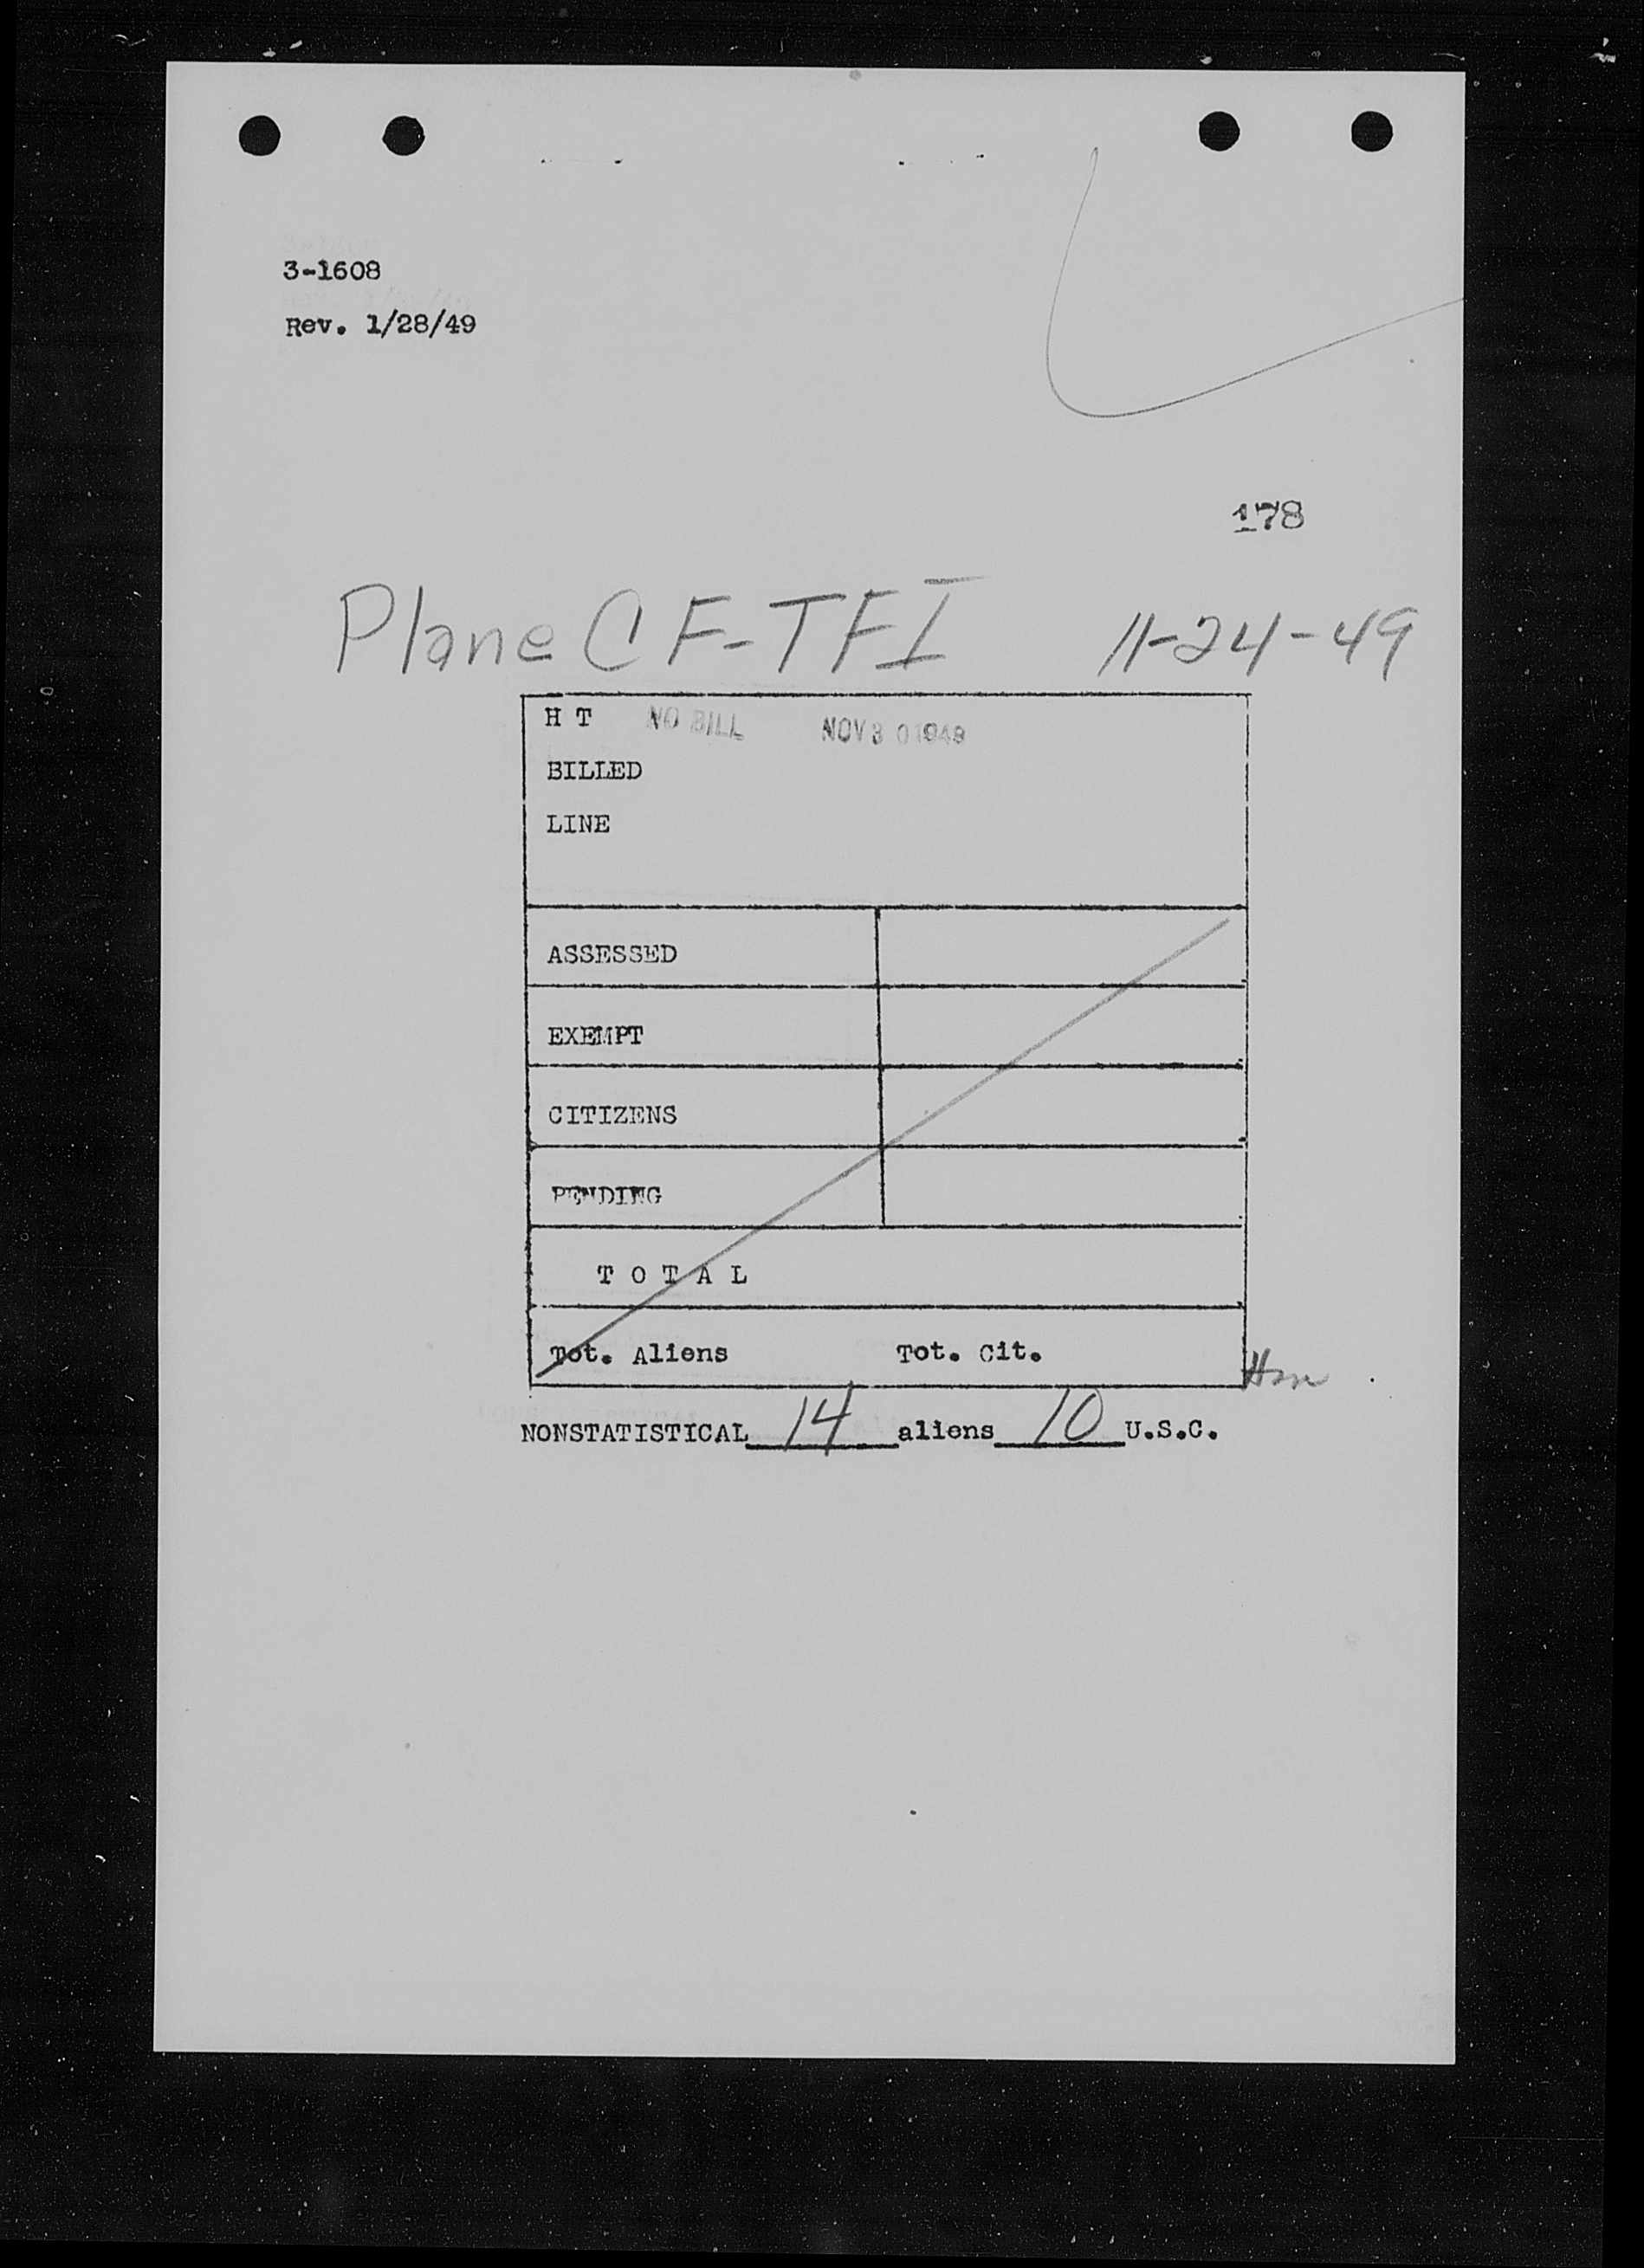 3-1608
Rev. 1/28/49
178
Plane CF-TFI 11-24-49
H T NO BILL NOV 30 1949
BILLED
LINE
ASSESSED
EXEMPT
CITIZENS
PENDING
T O T A L
Tot. Aliens Tot. Cit.
NONSTATISTICAL 14 aliens 10 U.S.C.